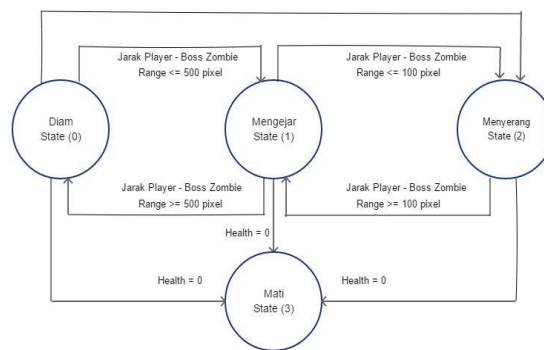 Jarak Player - Boss Zombie
Range <= 500 pixel
Jarak Player - Boss Zombie
Range <= 100 pixel
Diam
State (0)
Mengejar
State (1)
Menyerang
State (2)
Jarak Player - Boss Zombie
Range >= 500 pixel
Jarak Player - Boss Zombie
Range >= 100 pixel
Health = 0
Health = 0
Health = 0
Mati
State (3)